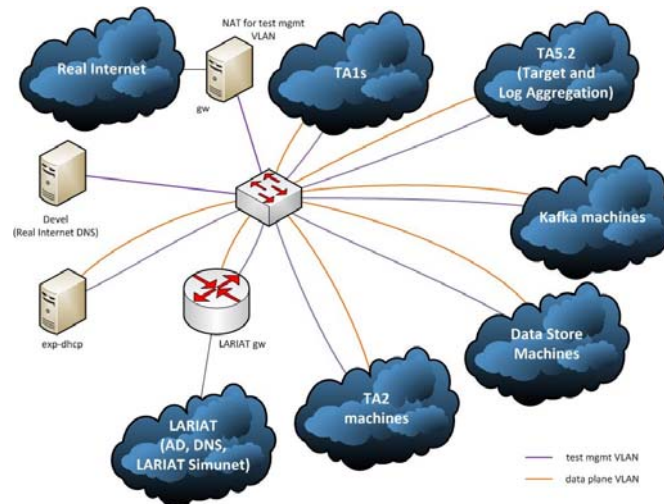 NAT for test mgmt
VLAN
Real Internet
gw
TA1s
TA5.2
(Target and
Log Aggregation)
Devel
(Real Internet DNS)
Kafka machines
exp-dhcp
LARIAT gw
Data Store
Machines
TA2
machines
LARIAT
(AD, DNS,
LARIAT Simunet)
test mgmt VLAN
data plane VLAN